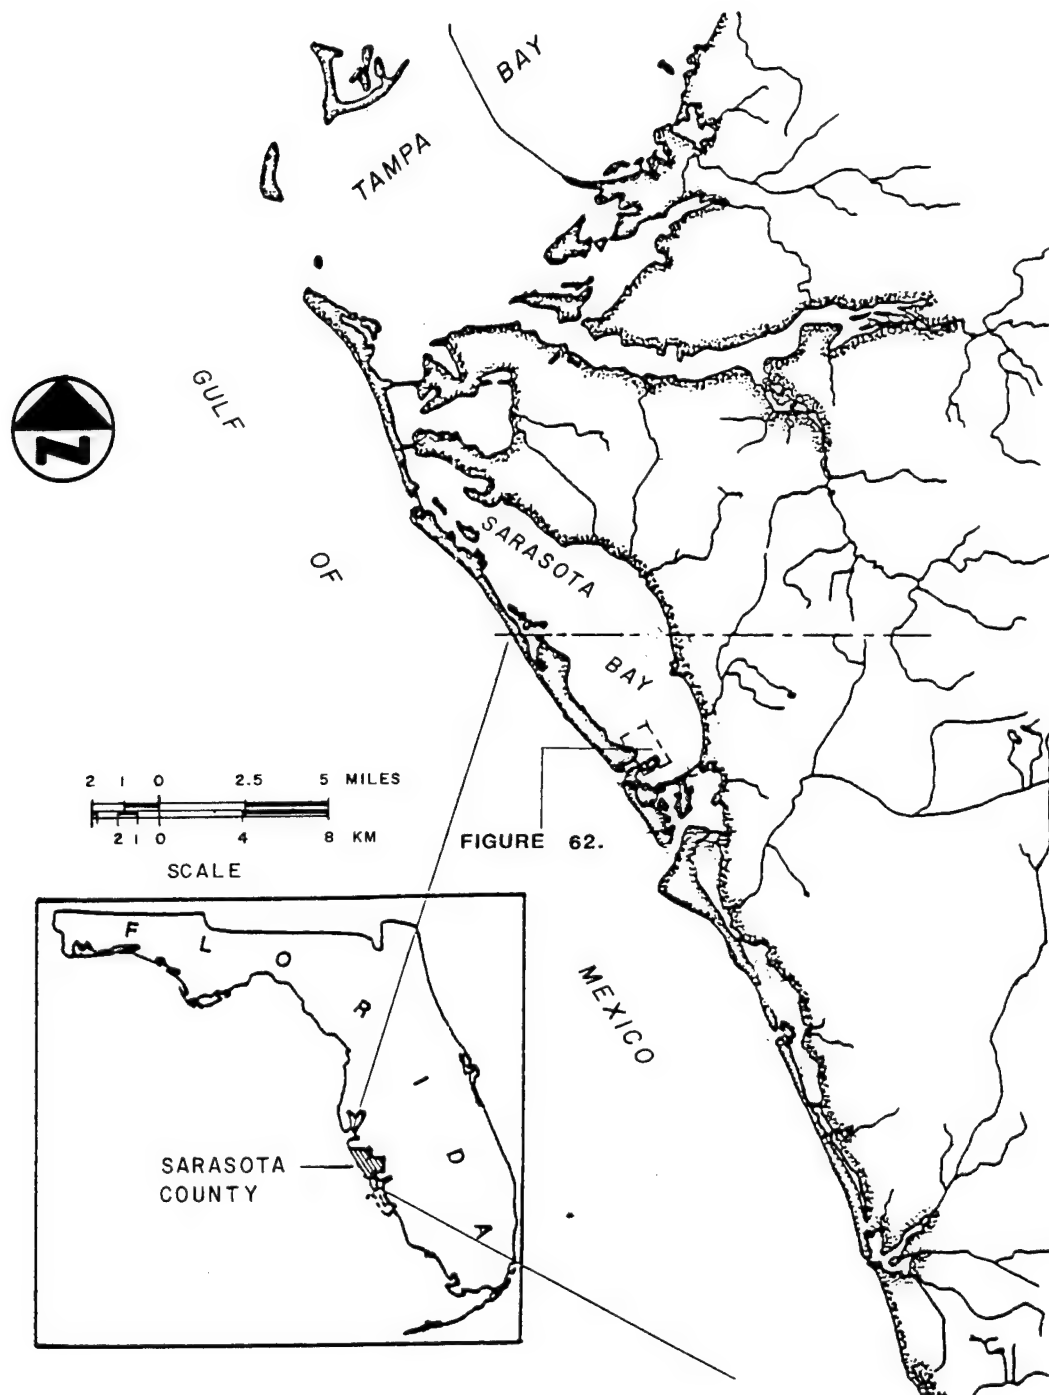 BAY
TAMPA
GULF
N
OF
SARASOTA
BAY
2 1 0 2.5 5 MILES
2 1 0 4 8 KM
SCALE
FIGURE 62.
FLORIDA
MEXICO
SARASOTA
COUNTY